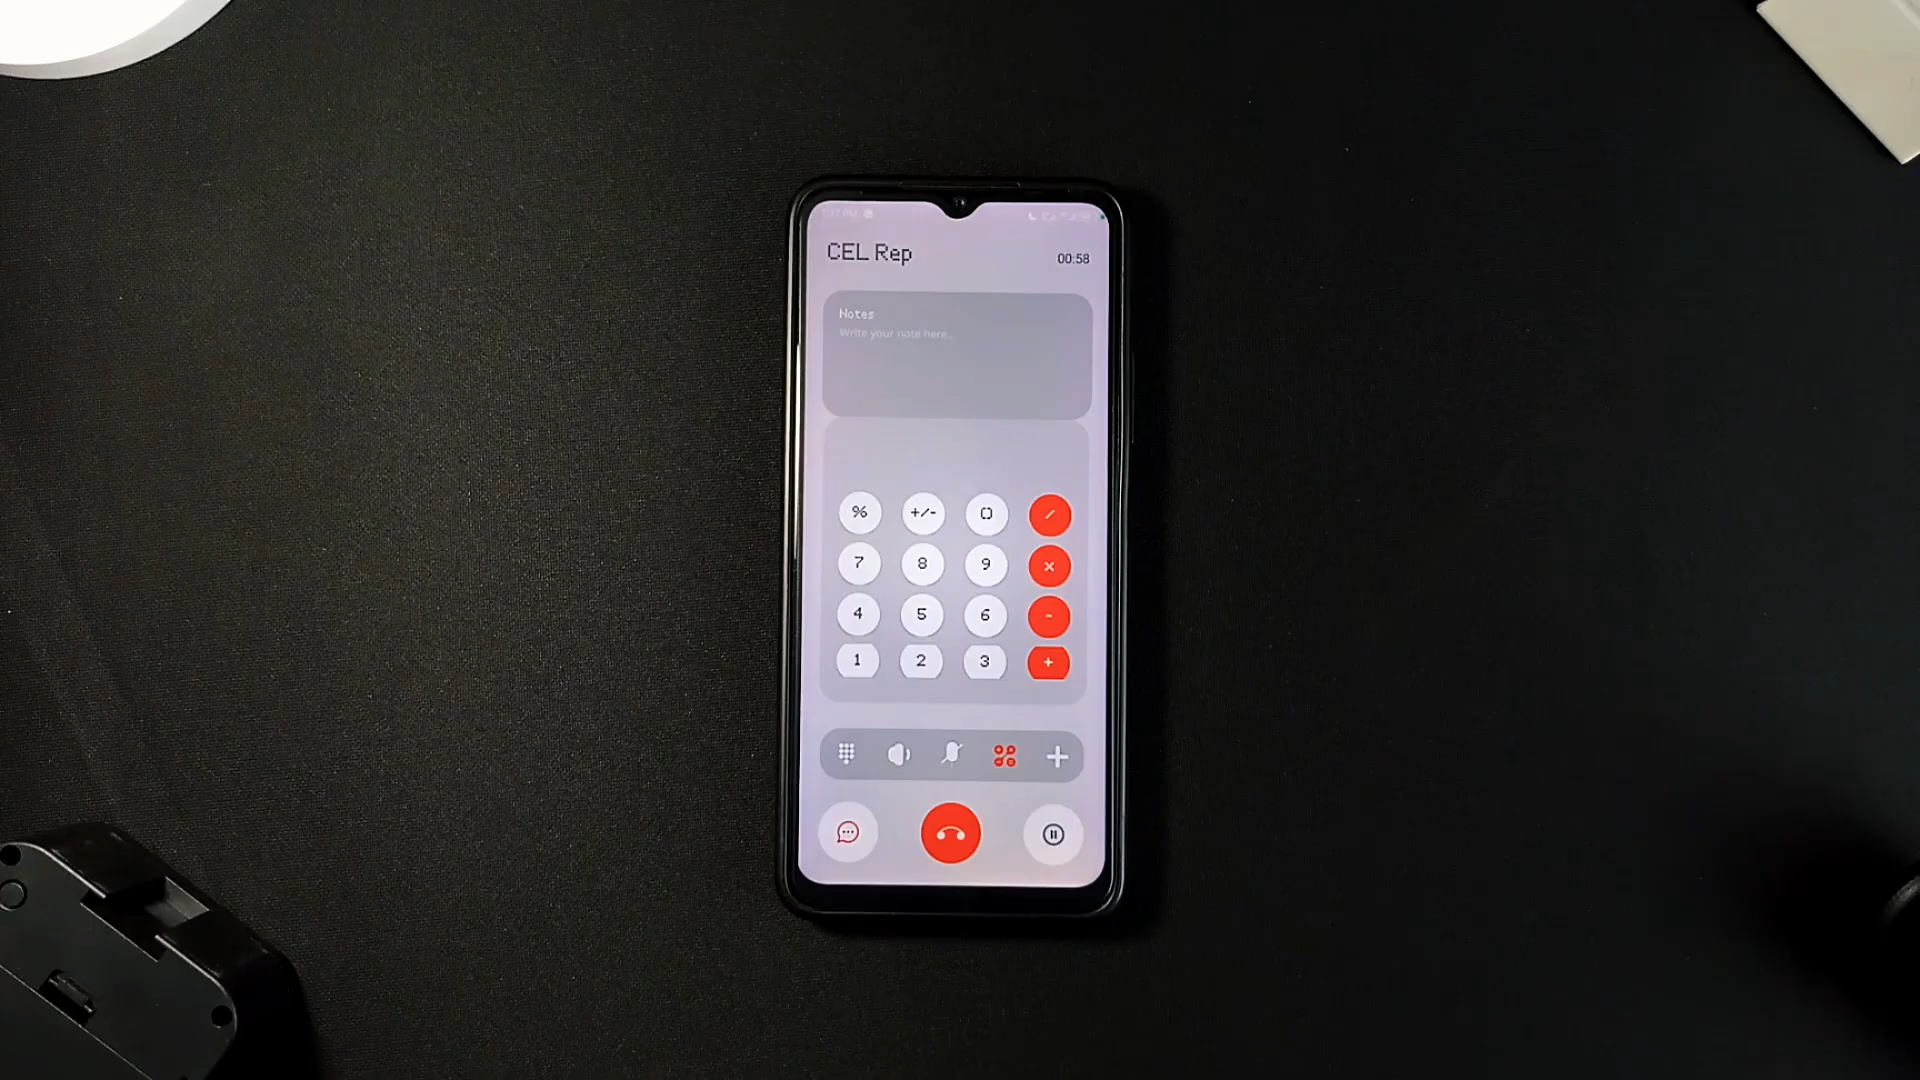 CEL Rep
00:58
Notes
Write your note here...
% +/- () /
7 8 9 ×
4 5 6 -
1 2 3 +